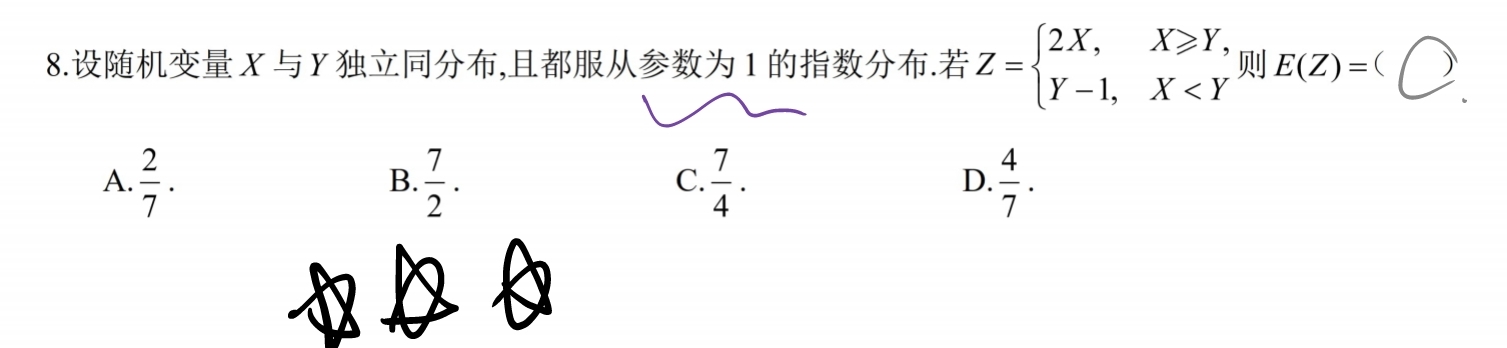 8.设随机变量 X 与 Y 独立同分布,且都服从参数为 1 的指数分布.若 Z = { 2X, X⩾Y, Y −1, X < Y 则 E(Z) =( ).
A. 2/7 . B. 7/2 . C. 7/4 . D. 4/7 .